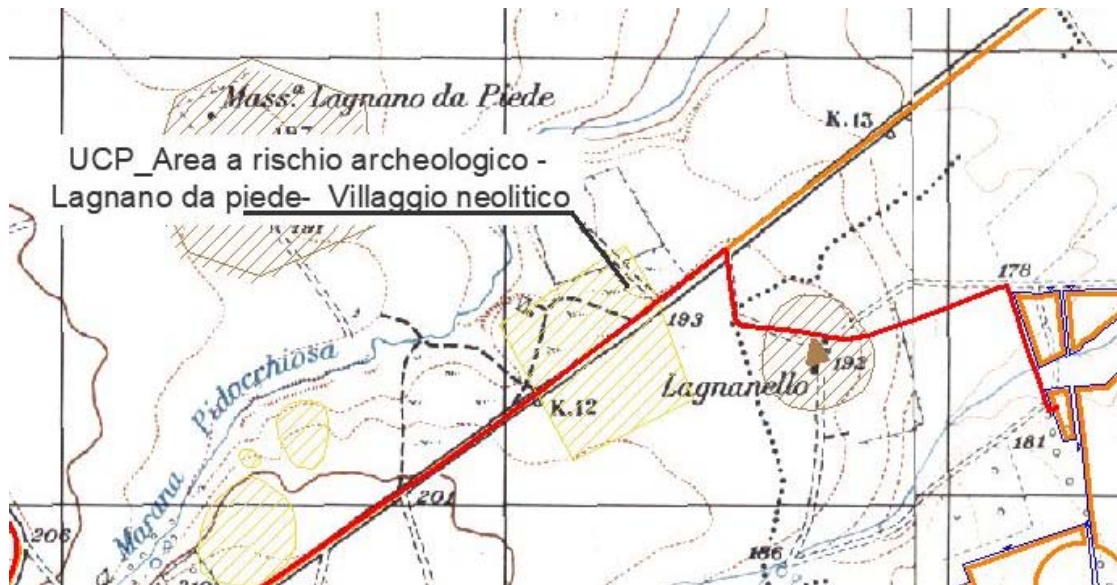 Mass.ª Lagnano da Piede
UCP_Area a rischio archeologico -
Lagnano da piede- Villaggio neolitico
K.13
178
193
192
Lagnanello
K.12
Pidocchiosa
Marana
181
201
206
186